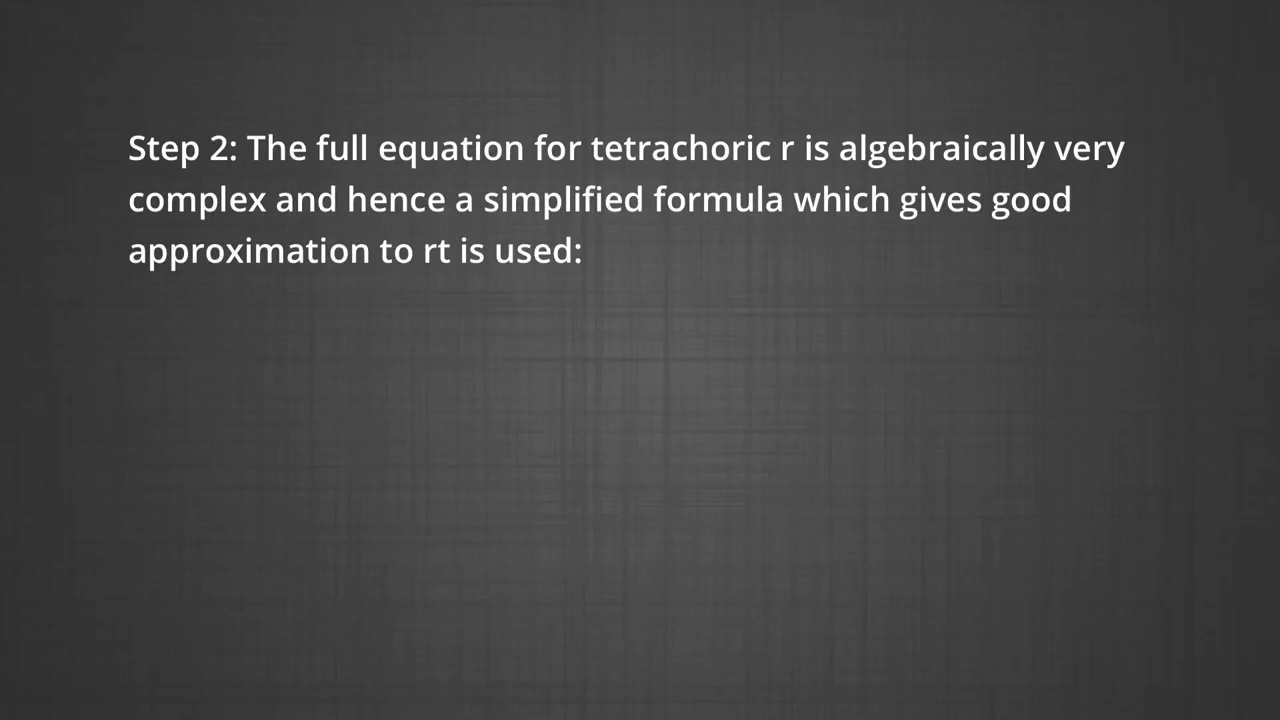 Step 2: The full equation for tetrachoric r is algebraically very
complex and hence a simplified formula which gives good
approximation to rt is used: